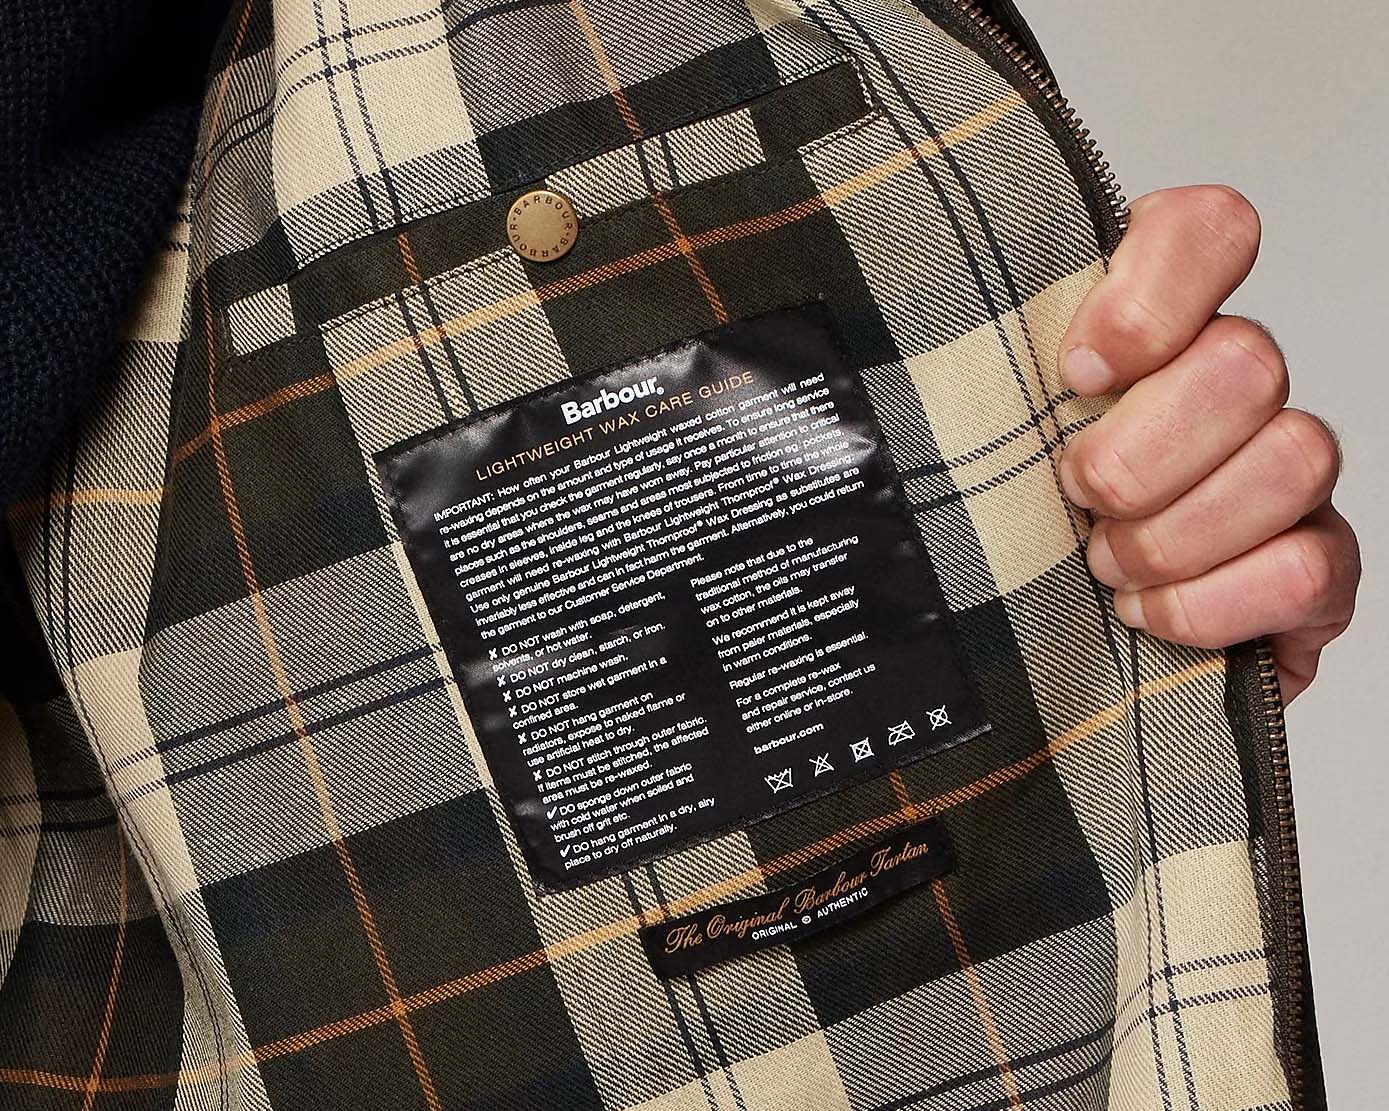 BARBOUR · BARBOUR ·
Barbour®
LIGHTWEIGHT WAX CARE GUIDE
IMPORTANT: How often your Barbour Lightweight waxed cotton garment will need
re-waxing depends on the amount and type of usage it receives. To ensure long service
it is essential that you check the garment regularly, say once a month to ensure that there
are no dry areas where the wax may have worn away. Pay particular attention to critical
places such as the shoulders, seams and areas most subjected to friction eg. pockets,
creases in sleeves, inside leg and the knees of trousers. From time to time the whole
garment will need re-waxing with Barbour Lightweight Thornproof® Wax Dressing.
Use only genuine Barbour Lightweight Thornproof® Wax Dressing as substitutes are
invariably less effective and can in fact harm the garment. Alternatively, you could return
the garment to our Customer Service Department.
✘ DO NOT wash with soap, detergent,
solvents, or hot water.
✘ DO NOT dry clean, starch, or iron.
✘ DO NOT machine wash.
✘ DO NOT store wet garment in a
confined area.
✘ DO NOT hang garment on
radiators, expose to naked flame or
use artificial heat to dry.
✘ DO NOT stitch through outer fabric.
If items must be stitched, the affected
area must be re-waxed.
✔ DO sponge down outer fabric
with cold water when soiled and
brush off grit etc.
✔ DO hang garment in a dry, airy
place to dry off naturally.
Please note that due to the
traditional method of manufacturing
wax cotton, the oils may transfer
on to other materials.
We recommend it is kept away
from paler materials, especially
in warm conditions.
Regular re-waxing is essential.
For a complete re-wax
and repair service, contact us
either online or in-store.
barbour.com
The Original Barbour Tartan
ORIGINAL © AUTHENTIC